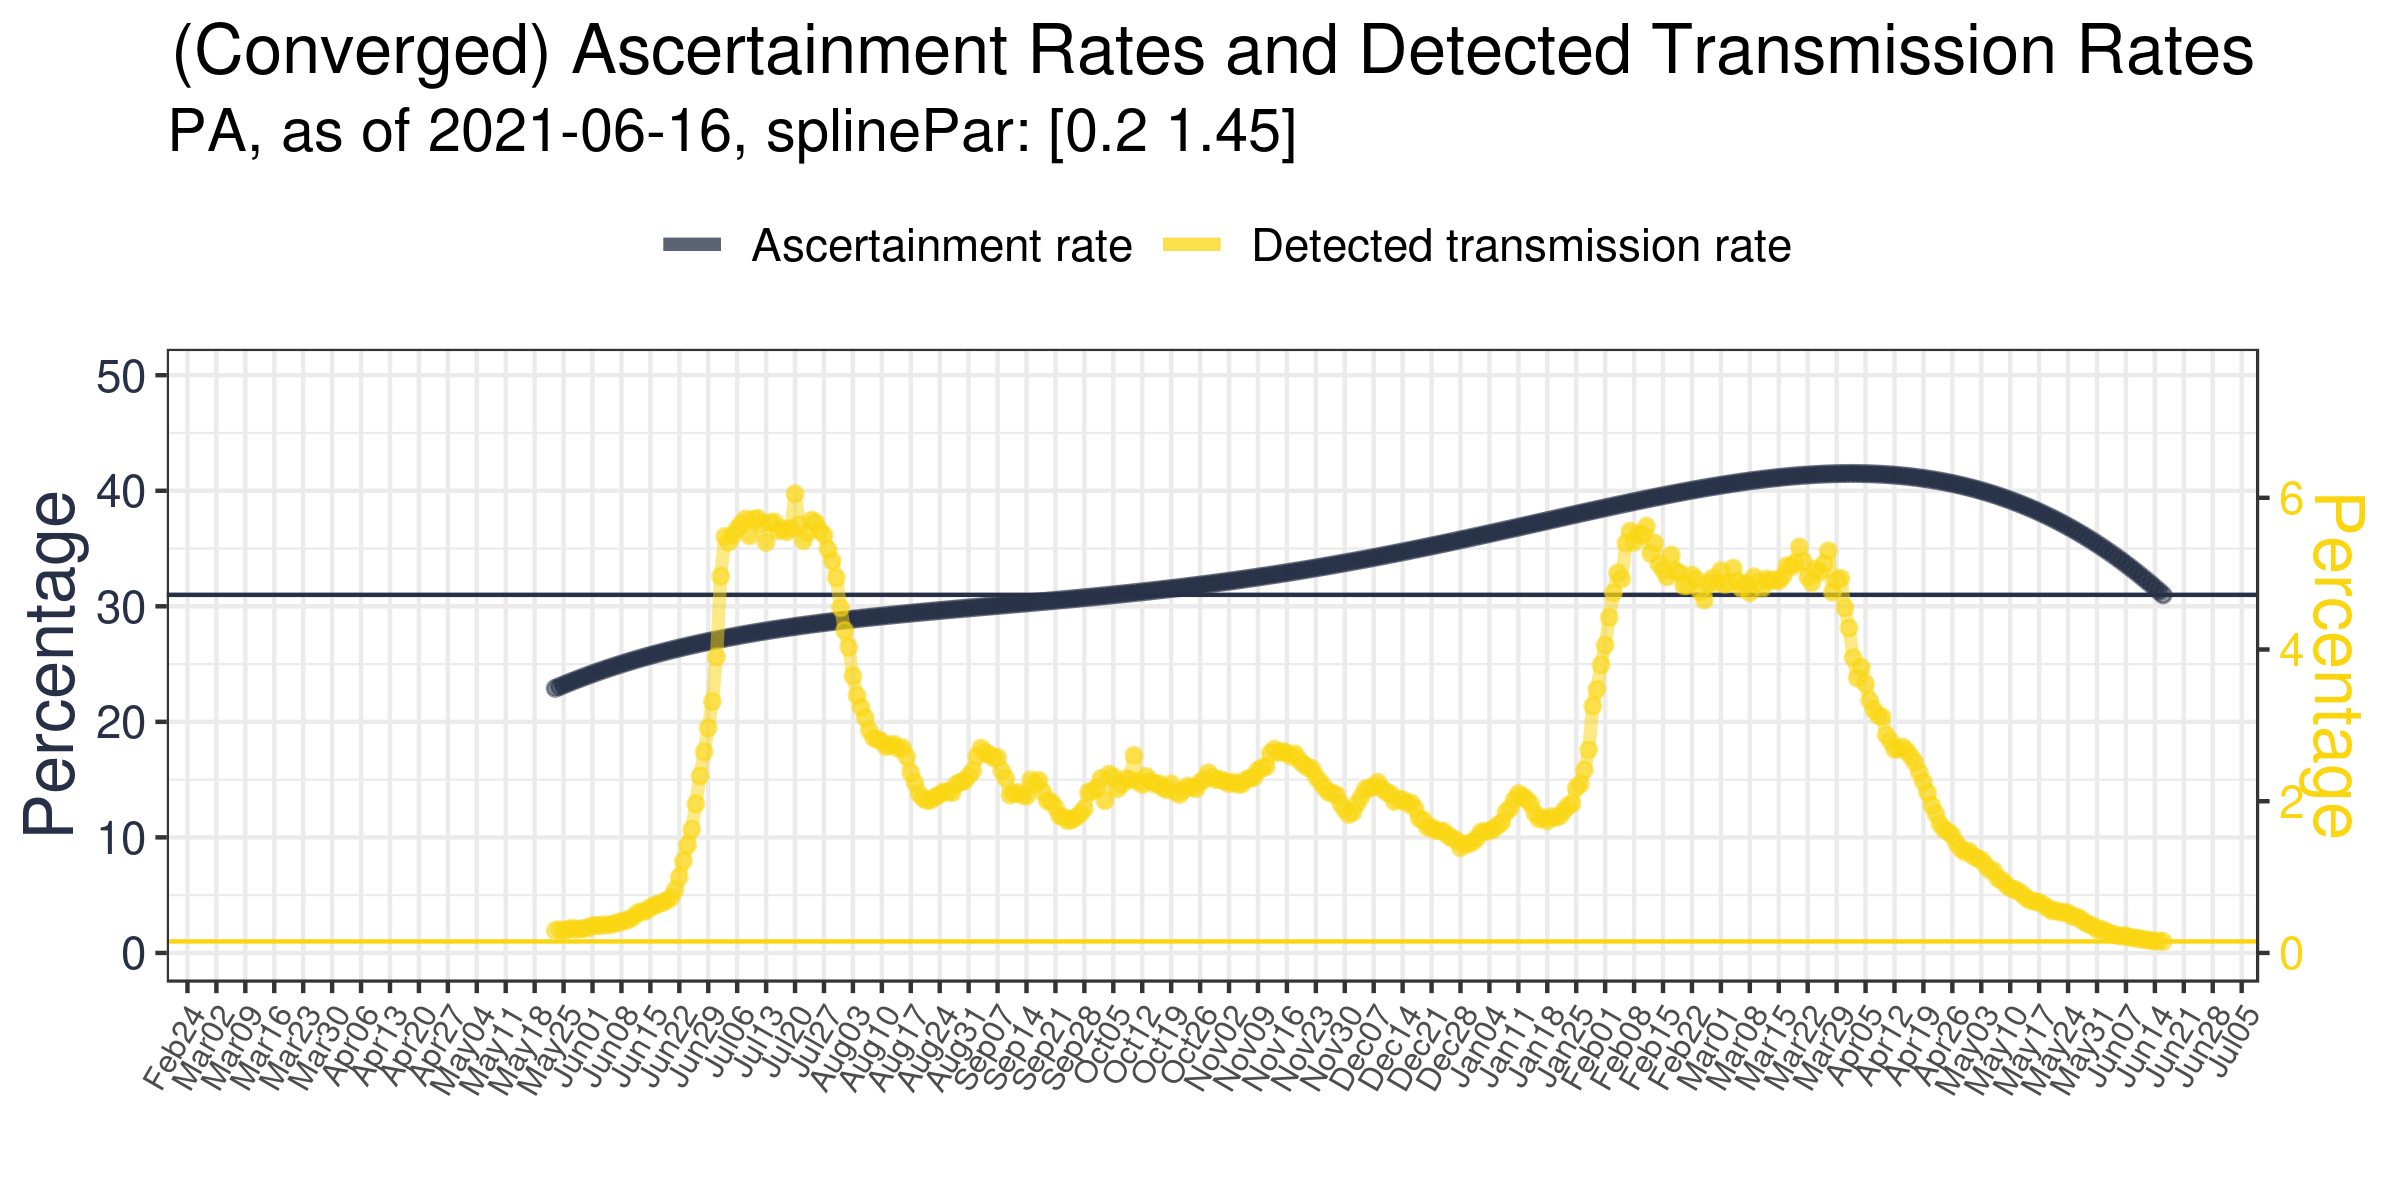 (Converged) Ascertainment Rates and Detected Transmission Rates
PA, as of 2021-06-16, splinePar: [0.2 1.45]
Ascertainment rate Detected transmission rate
Percentage
50
40
30
20
10
0
6
4
2
0
Percentage
Feb24 Mar02 Mar09 Mar16 Mar23 Mar30 Apr06 Apr13 Apr20 Apr27 May04 May11 May18 May25 Jun01 Jun08 Jun15 Jun22 Jun29 Jul06 Jul13 Jul20 Jul27 Aug03 Aug10 Aug17 Aug24 Aug31 Sep07 Sep14 Sep21 Sep28 Oct05 Oct12 Oct19 Oct26 Nov02 Nov09 Nov16 Nov23 Nov30 Dec07 Dec14 Dec21 Dec28 Jan04 Jan11 Jan18 Jan25 Feb01 Feb08 Feb15 Feb22 Mar01 Mar08 Mar15 Mar22 Mar29 Apr05 Apr12 Apr19 Apr26 May03 May10 May17 May24 May31 Jun07 Jun14 Jun21 Jun28 Jul05